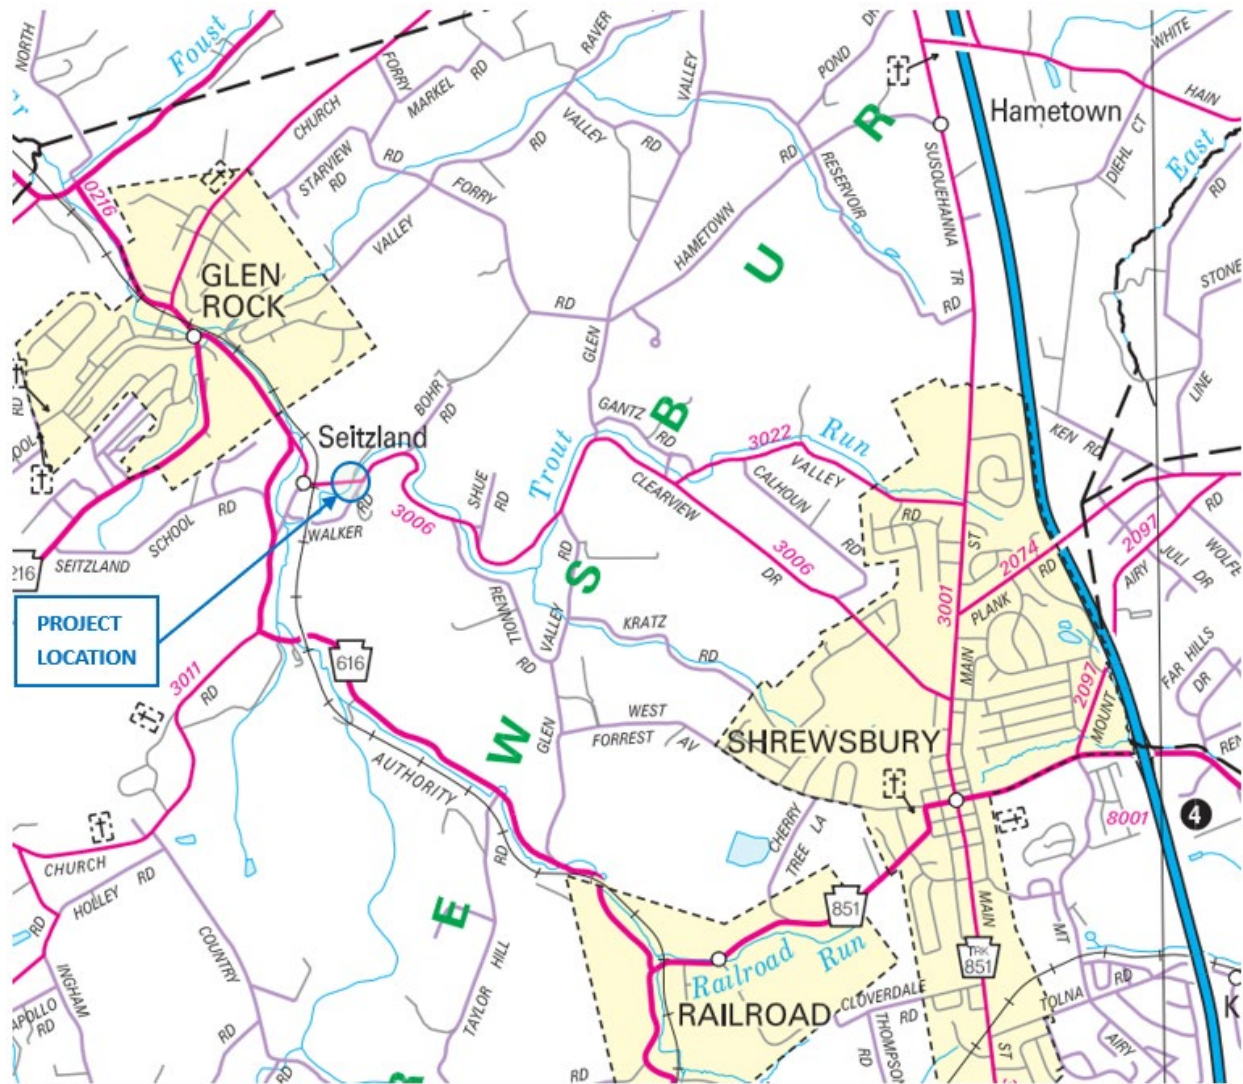 NORTH
Foust
FORRY
MARKEL
RD
RAVER
VALLEY
POND
DR
WHITE
HAIN
Hametown
CHURCH
STARVIEW
RD
RD
VALLEY
RD
RD
R
RD
RESERVOIR
SUSQUEHANNA
TR
DIEHL CT
East
RD
0216
FORRY
VALLEY
HAMETOWN
U
STONE
GLEN
ROCK
RD
GLEN
RD
LINE
RD
BOHR
RD
GANTZ
RD
B
3022
Run
VALLEY
RD
KEN RD
Seitzland
Trout
CLEARVIEW
DR
CALHOUN
RD
SHUE
RD
3006
3006
RD
WALKER
SCHOOL
RD
SEITZLAND
216
ST
2074
RD
PLANK
2097
AIRY
JULI
DR
RD
WOLFE
PROJECT
LOCATION
RD
S
VALLEY
RENNOLL
RD
KRATZ
RD
3001
MAIN
616
3011
RD
2097
MOUNT
FAR HILLS
DR
W
GLEN
WEST
FORREST
AV
SHREWSBURY
AUTHORITY
RD
CHERRY
TREE
LA
8001
4
CHURCH
HOLLEY
RD
RD
E
COUNTRY
851
MAIN
TRK
851
MT
Railroad
Run
RAILROAD
INGHAM
RD
TAYLOR
HILL
CLOVERDALE
RD
THOMPSON
RD
TOLNA
RD
AIRY
K
RD
RD
RD
ST